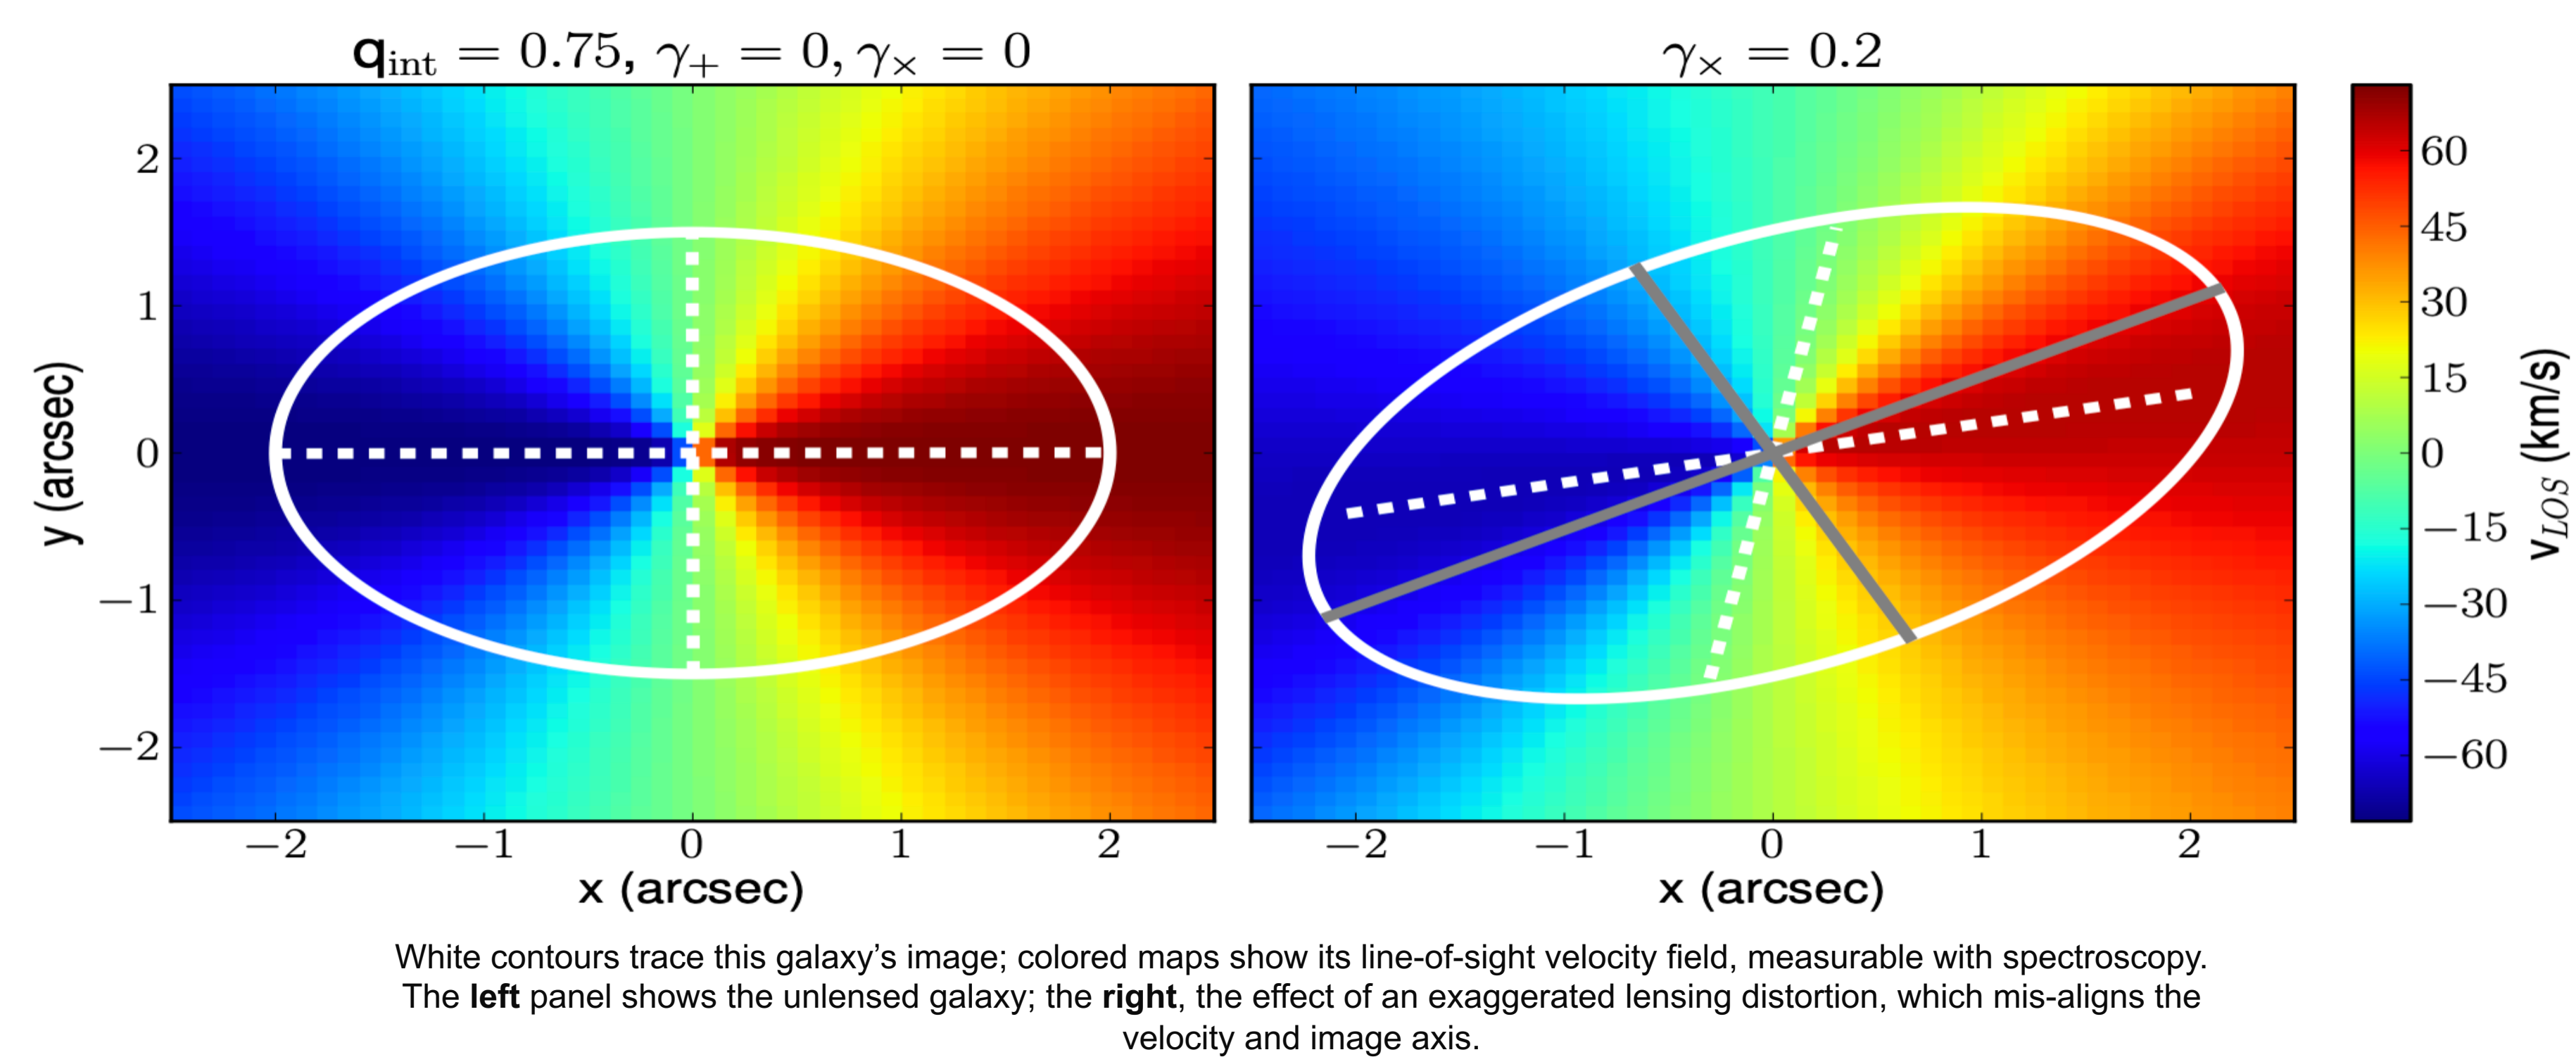 q_int = 0.75, γ_+ = 0, γ_× = 0
γ_× = 0.2
y (arcsec)
2
1
0
−1
−2
−2 −1 0 1 2
x (arcsec)
−2 −1 0 1 2
x (arcsec)
60
45
30
15
0
−15
−30
−45
−60
v_LOS (km/s)
White contours trace this galaxy’s image; colored maps show its line-of-sight velocity field, measurable with spectroscopy.
The left panel shows the unlensed galaxy; the right, the effect of an exaggerated lensing distortion, which mis-aligns the
velocity and image axis.